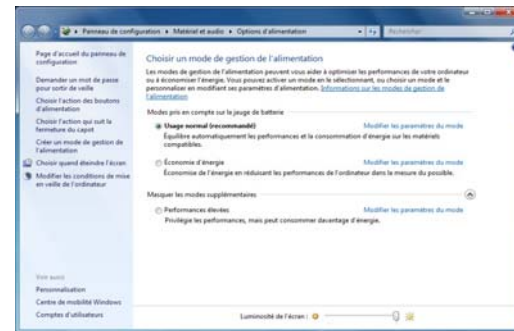 Panneau de configuration ▸ Matériel et audio ▸ Options d'alimentation
Rechercher
Page d'accueil du panneau de
configuration
Demander un mot de passe
pour sortir de veille
Choisir l'action des boutons
d'alimentation
Choisir l'action qui suit la
fermeture du capot
Créer un mode de gestion de
l'alimentation
Choisir quand éteindre l'écran
Modifier les conditions de mise
en veille de l'ordinateur
Voir aussi
Personnalisation
Centre de mobilité Windows
Comptes d'utilisateurs
Choisir un mode de gestion de l'alimentation
Les modes de gestion de l'alimentation peuvent vous aider à optimiser les performances de votre ordinateur
ou à économiser l'énergie. Vous pouvez activer un mode en le sélectionnant, ou choisir un mode et le
personnaliser en modifiant ses paramètres d'alimentation. Informations sur les modes de gestion de
l'alimentation
Modes pris en compte sur la jauge de batterie
Usage normal (recommandé) Modifier les paramètres du mode
Équilibre automatiquement les performances et la consommation d'énergie sur les matériels
compatibles.
Économie d'énergie Modifier les paramètres du mode
Économie de l'énergie en réduisant les performances de l'ordinateur dans la mesure du possible.
Masquer les modes supplémentaires
Performances élevées Modifier les paramètres du mode
Privilégie les performances, mais peut consommer davantage d'énergie.
Luminosité de l'écran :